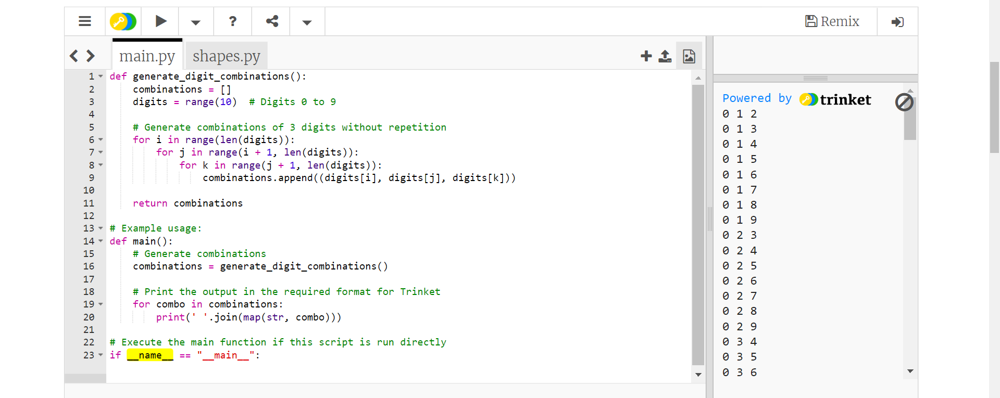 ? Remix
main.py shapes.py
1 def generate_digit_combinations():
2 combinations = []
3 digits = range(10)  # Digits 0 to 9
4
5 # Generate combinations of 3 digits without repetition
6 for i in range(len(digits)):
7 for j in range(i + 1, len(digits)):
8 for k in range(j + 1, len(digits)):
9 combinations.append((digits[i], digits[j], digits[k]))
10
11 return combinations
12
13 # Example usage:
14 def main():
15 # Generate combinations
16 combinations = generate_digit_combinations()
17
18 # Print the output in the required format for Trinket
19 for combo in combinations:
20 print(' '.join(map(str, combo)))
21
22 # Execute the main function if this script is run directly
23 if __name__ == "__main__":
Powered by trinket
0 1 2
0 1 3
0 1 4
0 1 5
0 1 6
0 1 7
0 1 8
0 1 9
0 2 3
0 2 4
0 2 5
0 2 6
0 2 7
0 2 8
0 2 9
0 3 4
0 3 5
0 3 6